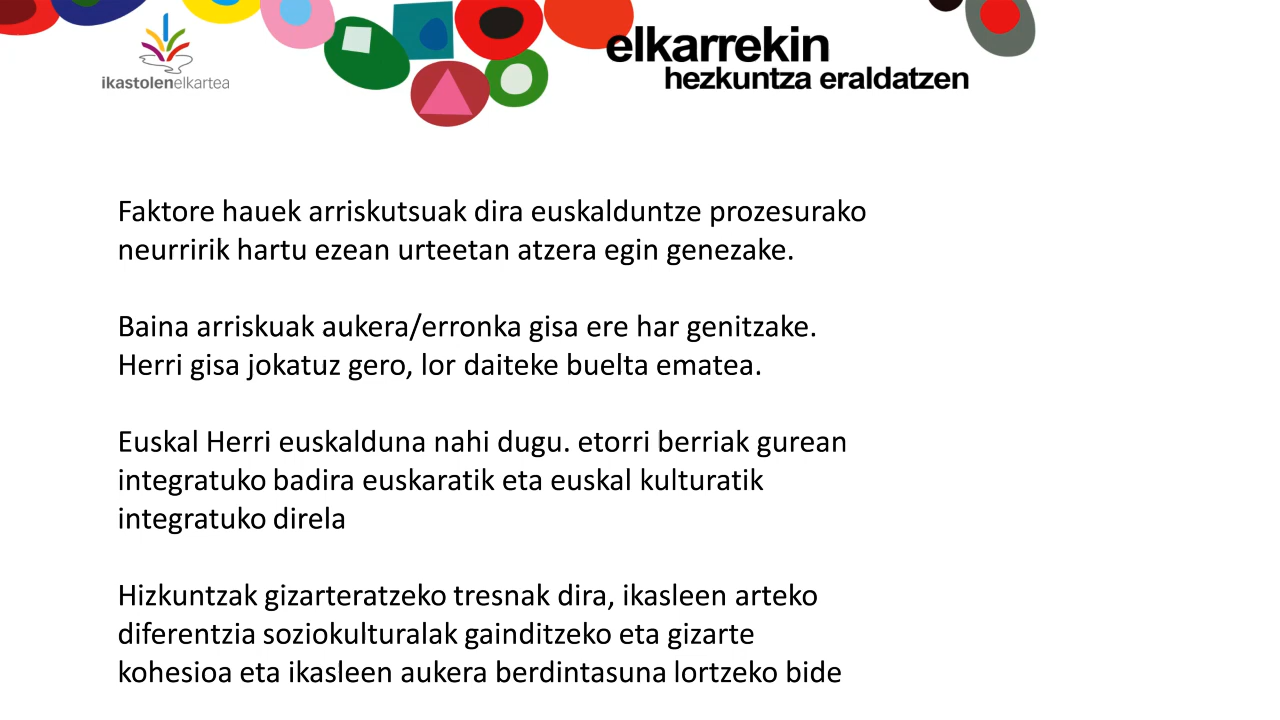 ikastolenelkartea
elkarrekin
hezkuntza eraldatzen
Faktore hauek arriskutsuak dira euskalduntze prozesurako
neurririk hartu ezean urteetan atzera egin genezake.
Baina arriskuak aukera/erronka gisa ere har genitzake.
Herri gisa jokatuz gero, lor daiteke buelta ematea.
Euskal Herri euskalduna nahi dugu. etorri berriak gurean
integratuko badira euskaratik eta euskal kulturatik
integratuko direla
Hizkuntzak gizarteratzeko tresnak dira, ikasleen arteko
diferentzia soziokulturalak gainditzeko eta gizarte
kohesioa eta ikasleen aukera berdintasuna lortzeko bide